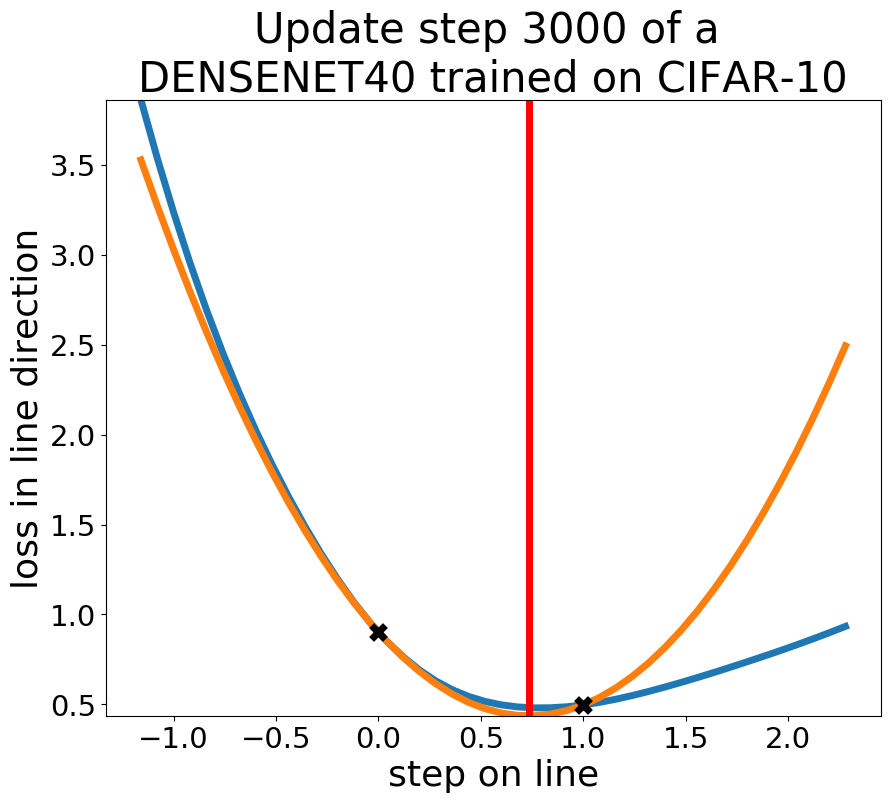 Update step 3000 of a
DENSENET40 trained on CIFAR-10
loss in line direction
3.5
3.0
2.5
2.0
1.5
1.0
0.5
−1.0 −0.5 0.0 0.5 1.0 1.5 2.0
step on line